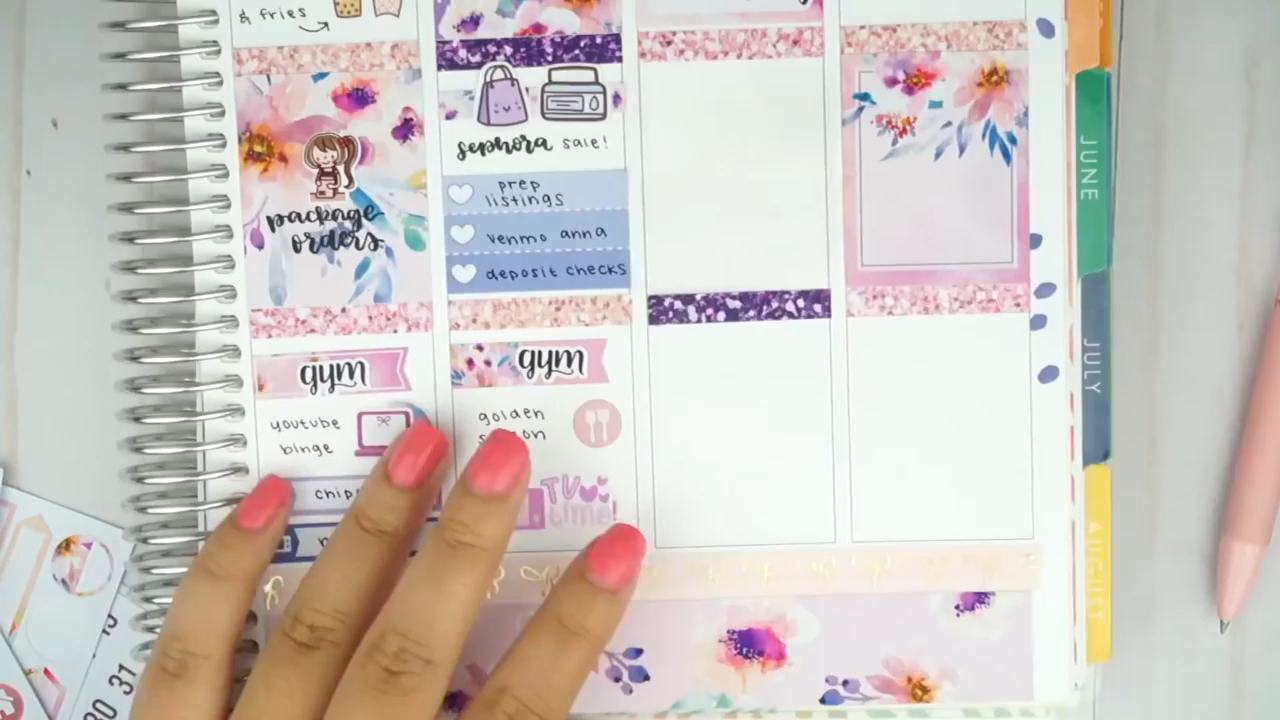 & fries
sephora sale!
package
orders
prep
listings
venmo anna
deposit checks
gym
youtube
binge
gym
golden
TV
time!
JUNE
JULY
AUGUST
30 31